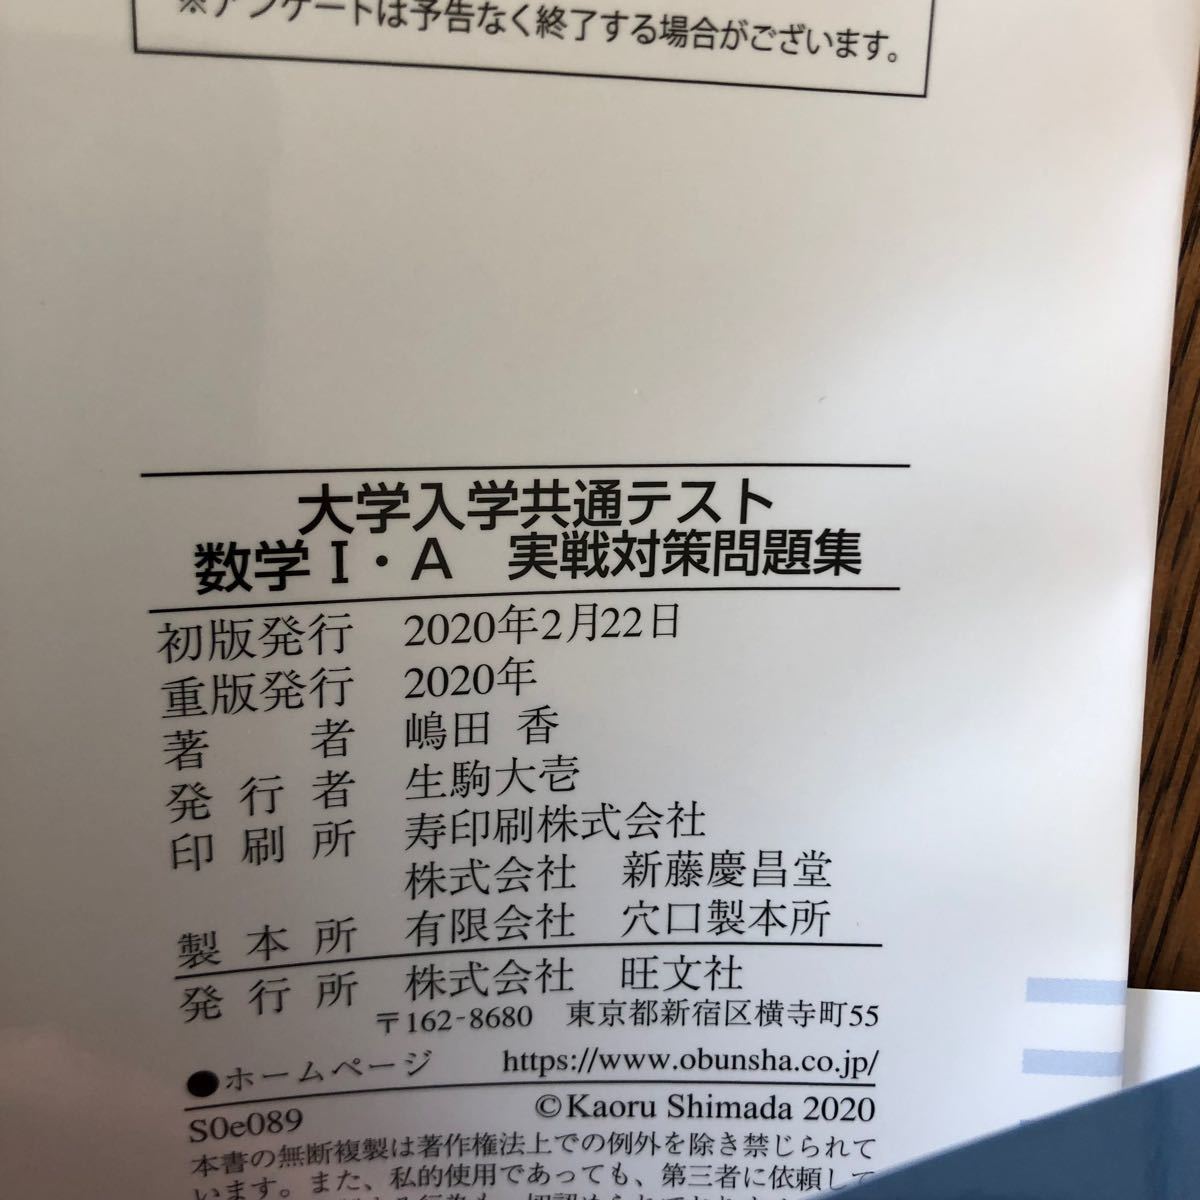 ※アンケートは予告なく終了する場合がございます。
大学入学共通テスト
数学Ⅰ・A　実戦対策問題集
初版発行　2020年2月22日
重版発行　2020年
著者　嶋田 香
発行者　生駒大壱
印刷所　寿印刷株式会社
株式会社　新藤慶昌堂
製本所　有限会社　穴口製本所
発行所　株式会社　旺文社
〒162-8680　東京都新宿区横寺町55
●ホームページ　https://www.obunsha.co.jp/
S0e089　©Kaoru Shimada 2020
本書の無断複製は著作権法上での例外を除き禁じられて
います。また、私的使用であっても、第三者に依頼して